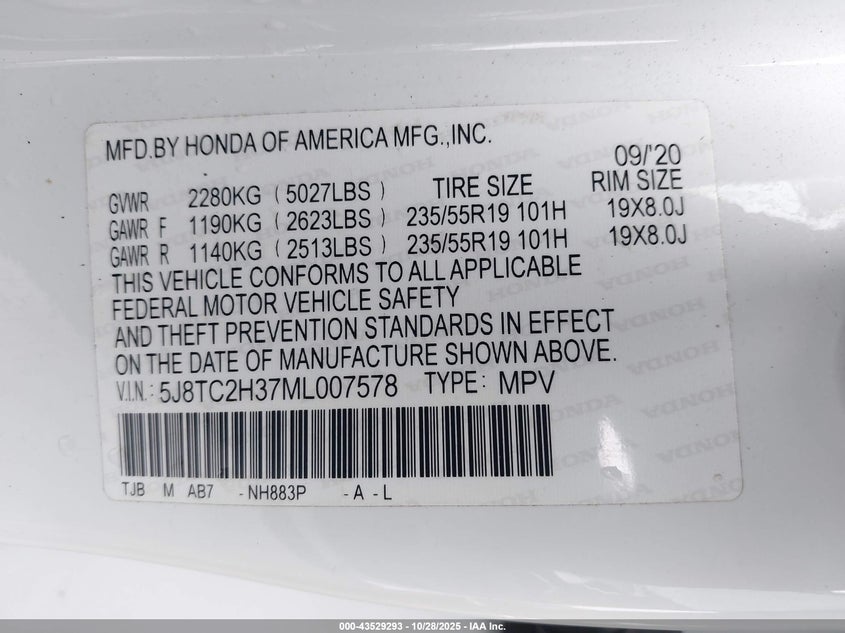 MFD.BY HONDA OF AMERICA MFG.,INC.
09/'20
GVWR 2280KG (5027LBS) TIRE SIZE RIM SIZE
GAWR F 1190KG (2623LBS) 235/55R19 101H 19X8.0J
GAWR R 1140KG (2513LBS) 235/55R19 101H 19X8.0J
THIS VEHICLE CONFORMS TO ALL APPLICABLE
FEDERAL MOTOR VEHICLE SAFETY
AND THEFT PREVENTION STANDARDS IN EFFECT
ON THE DATE OF MANUFACTURE SHOWN ABOVE.
V.I.N.: 5J8TC2H37ML007578 TYPE: MPV
TJB M AB7 -NH883P -A -L
000-43529293 - 10/28/2025 - IAA Inc.